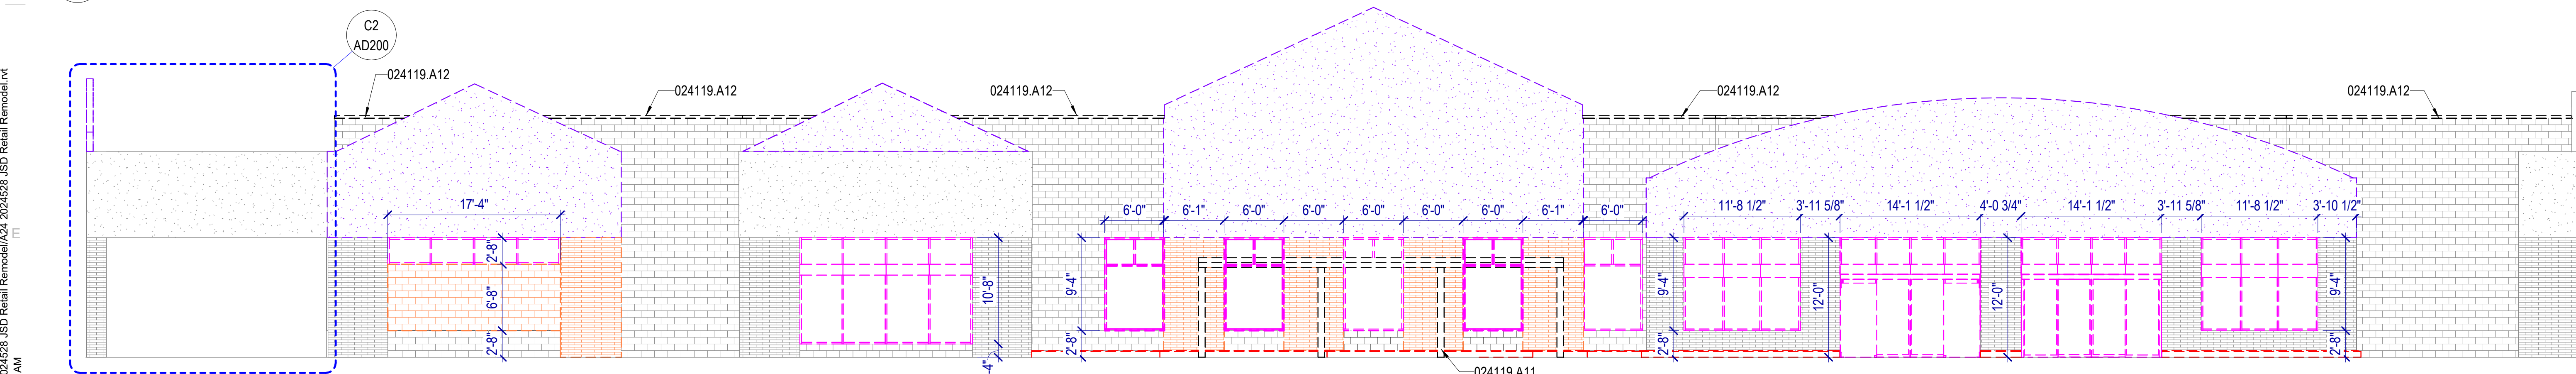 C2
AD200
024119.A12
024119.A12
024119.A12
024119.A12
024119.A12
17'-4"
2'-8"
6'-8"
2'-8"
10'-8"
-4"
6'-0"
6'-1"
6'-0"
6'-0"
6'-0"
6'-0"
6'-0"
6'-1"
6'-0"
9'-4"
2'-8"
11'-8 1/2"
3'-11 5/8"
14'-1 1/2"
4'-0 3/4"
14'-1 1/2"
3'-11 5/8"
11'-8 1/2"
3'-10 1/2"
9'-4"
2'-8"
12'-0"
12'-0"
9'-4"
2'-8"
024119.A11
024528 JSD Retail Remodel/A24 2024528 JSD Retail Remodel.rvt
AM
E